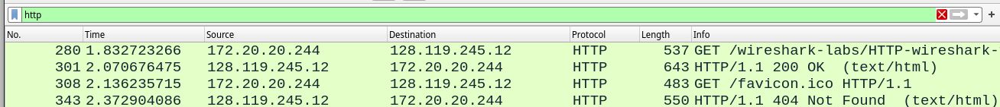 http
No. Time Source Destination Protocol Length Info
280 1.832723266 172.20.20.244 128.119.245.12 HTTP 537 GET /wireshark-labs/HTTP-wireshark-
301 2.070676475 128.119.245.12 172.20.20.244 HTTP 643 HTTP/1.1 200 OK (text/html)
308 2.136235715 172.20.20.244 128.119.245.12 HTTP 483 GET /favicon.ico HTTP/1.1
343 2.372904086 128.119.245.12 172.20.20.244 HTTP 550 HTTP/1.1 404 Not Found (text/html)